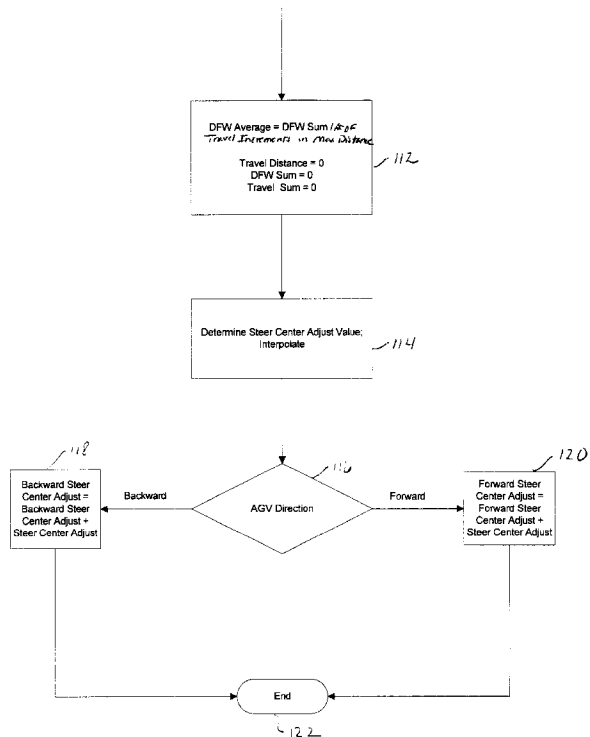 DFW Average = DFW Sum / # of
Travel Increments in Max Distance
Travel Distance = 0
DFW Sum = 0
Travel Sum = 0
112
Determine Steer Center Adjust Value;
Interpolate
114
118
116
120
Backward Steer
Center Adjust =
Backward Steer
Center Adjust +
Steer Center Adjust
Backward
AGV Direction
Forward
Forward Steer
Center Adjust =
Forward Steer
Center Adjust +
Steer Center Adjust
End
122